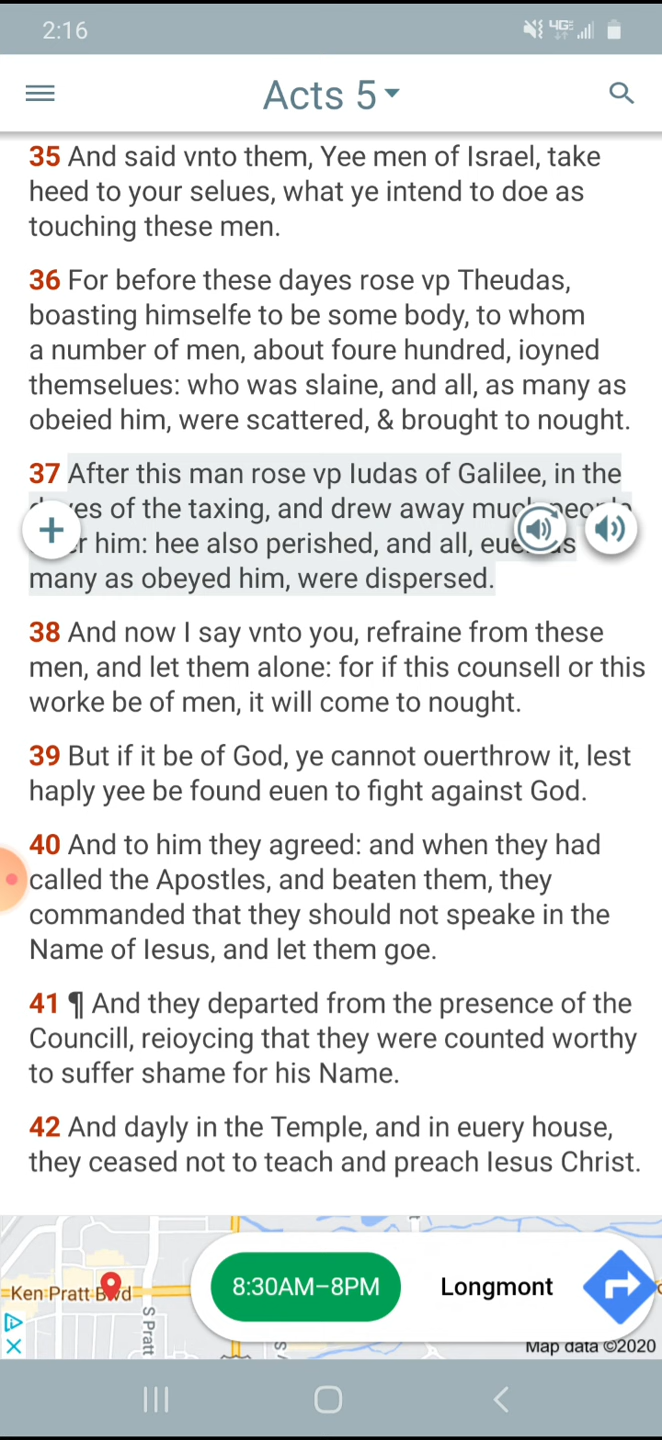 2:16
4GE
Acts 5
35 And said vnto them, Yee men of Israel, take
heed to your selues, what ye intend to doe as
touching these men.
36 For before these dayes rose vp Theudas,
boasting himselfe to be some body, to whom
a number of men, about foure hundred, ioyned
themselues: who was slaine, and all, as many as
obeied him, were scattered, & brought to nought.
37 After this man rose vp Iudas of Galilee, in the
of the taxing, and drew away
him: hee also perished, and all,
many as obeyed him, were dispersed.
38 And now I say vnto you, refraine from these
men, and let them alone: for if this counsell or this
worke be of men, it will come to nought.
39 But if it be of God, ye cannot ouerthrow it, lest
haply yee be found euen to fight against God.
40 And to him they agreed: and when they had
called the Apostles, and beaten them, they
commanded that they should not speake in the
Name of Iesus, and let them goe.
41 ¶ And they departed from the presence of the
Councill, reioycing that they were counted worthy
to suffer shame for his Name.
42 And dayly in the Temple, and in euery house,
they ceased not to teach and preach Iesus Christ.
8:30AM–8PM
Longmont
Ken Pratt Blvd
S Pratt
Map data ©2020